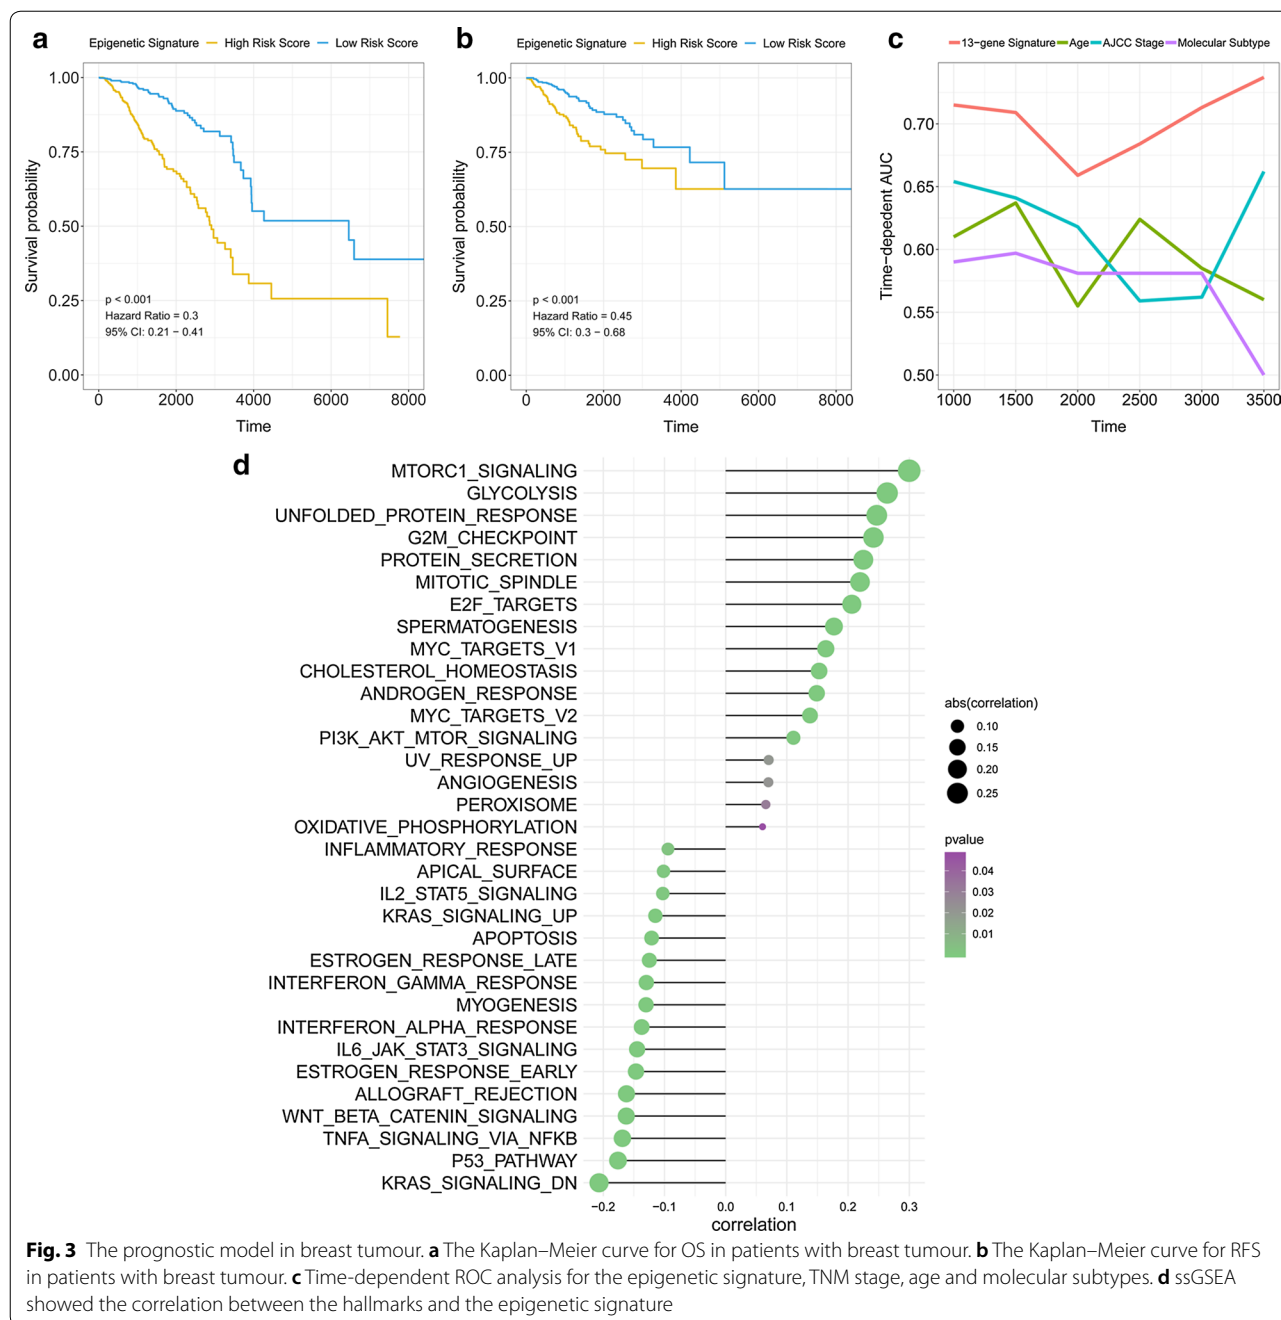 a
Epigenetic Signature High Risk Score Low Risk Score
1.00
0.75
0.50
0.25
0.00
Survival probability
p < 0.001
Hazard Ratio = 0.3
95% CI: 0.21 − 0.41
0 2000 4000 6000 8000
Time
b
Epigenetic Signature High Risk Score Low Risk Score
1.00
0.75
0.50
0.25
0.00
Survival probability
p < 0.001
Hazard Ratio = 0.45
95% CI: 0.3 − 0.68
0 2000 4000 6000 8000
Time
c
13−gene Signature Age AJCC Stage Molecular Subtype
0.70
0.65
0.60
0.55
0.50
Time−depedent AUC
1000 1500 2000 2500 3000 3500
Time
d
MTORC1_SIGNALING
GLYCOLYSIS
UNFOLDED_PROTEIN_RESPONSE
G2M_CHECKPOINT
PROTEIN_SECRETION
MITOTIC_SPINDLE
E2F_TARGETS
SPERMATOGENESIS
MYC_TARGETS_V1
CHOLESTEROL_HOMEOSTASIS
ANDROGEN_RESPONSE
MYC_TARGETS_V2
PI3K_AKT_MTOR_SIGNALING
UV_RESPONSE_UP
ANGIOGENESIS
PEROXISOME
OXIDATIVE_PHOSPHORYLATION
INFLAMMATORY_RESPONSE
APICAL_SURFACE
IL2_STAT5_SIGNALING
KRAS_SIGNALING_UP
APOPTOSIS
ESTROGEN_RESPONSE_LATE
INTERFERON_GAMMA_RESPONSE
MYOGENESIS
INTERFERON_ALPHA_RESPONSE
IL6_JAK_STAT3_SIGNALING
ESTROGEN_RESPONSE_EARLY
ALLOGRAFT_REJECTION
WNT_BETA_CATENIN_SIGNALING
TNFA_SIGNALING_VIA_NFKB
P53_PATHWAY
KRAS_SIGNALING_DN
−0.2 −0.1 0.0 0.1 0.2 0.3
correlation
abs(correlation)
0.10
0.15
0.20
0.25
pvalue
0.04
0.03
0.02
0.01
Fig. 3 The prognostic model in breast tumour. a The Kaplan–Meier curve for OS in patients with breast tumour. b The Kaplan–Meier curve for RFS
in patients with breast tumour. c Time-dependent ROC analysis for the epigenetic signature, TNM stage, age and molecular subtypes. d ssGSEA
showed the correlation between the hallmarks and the epigenetic signature